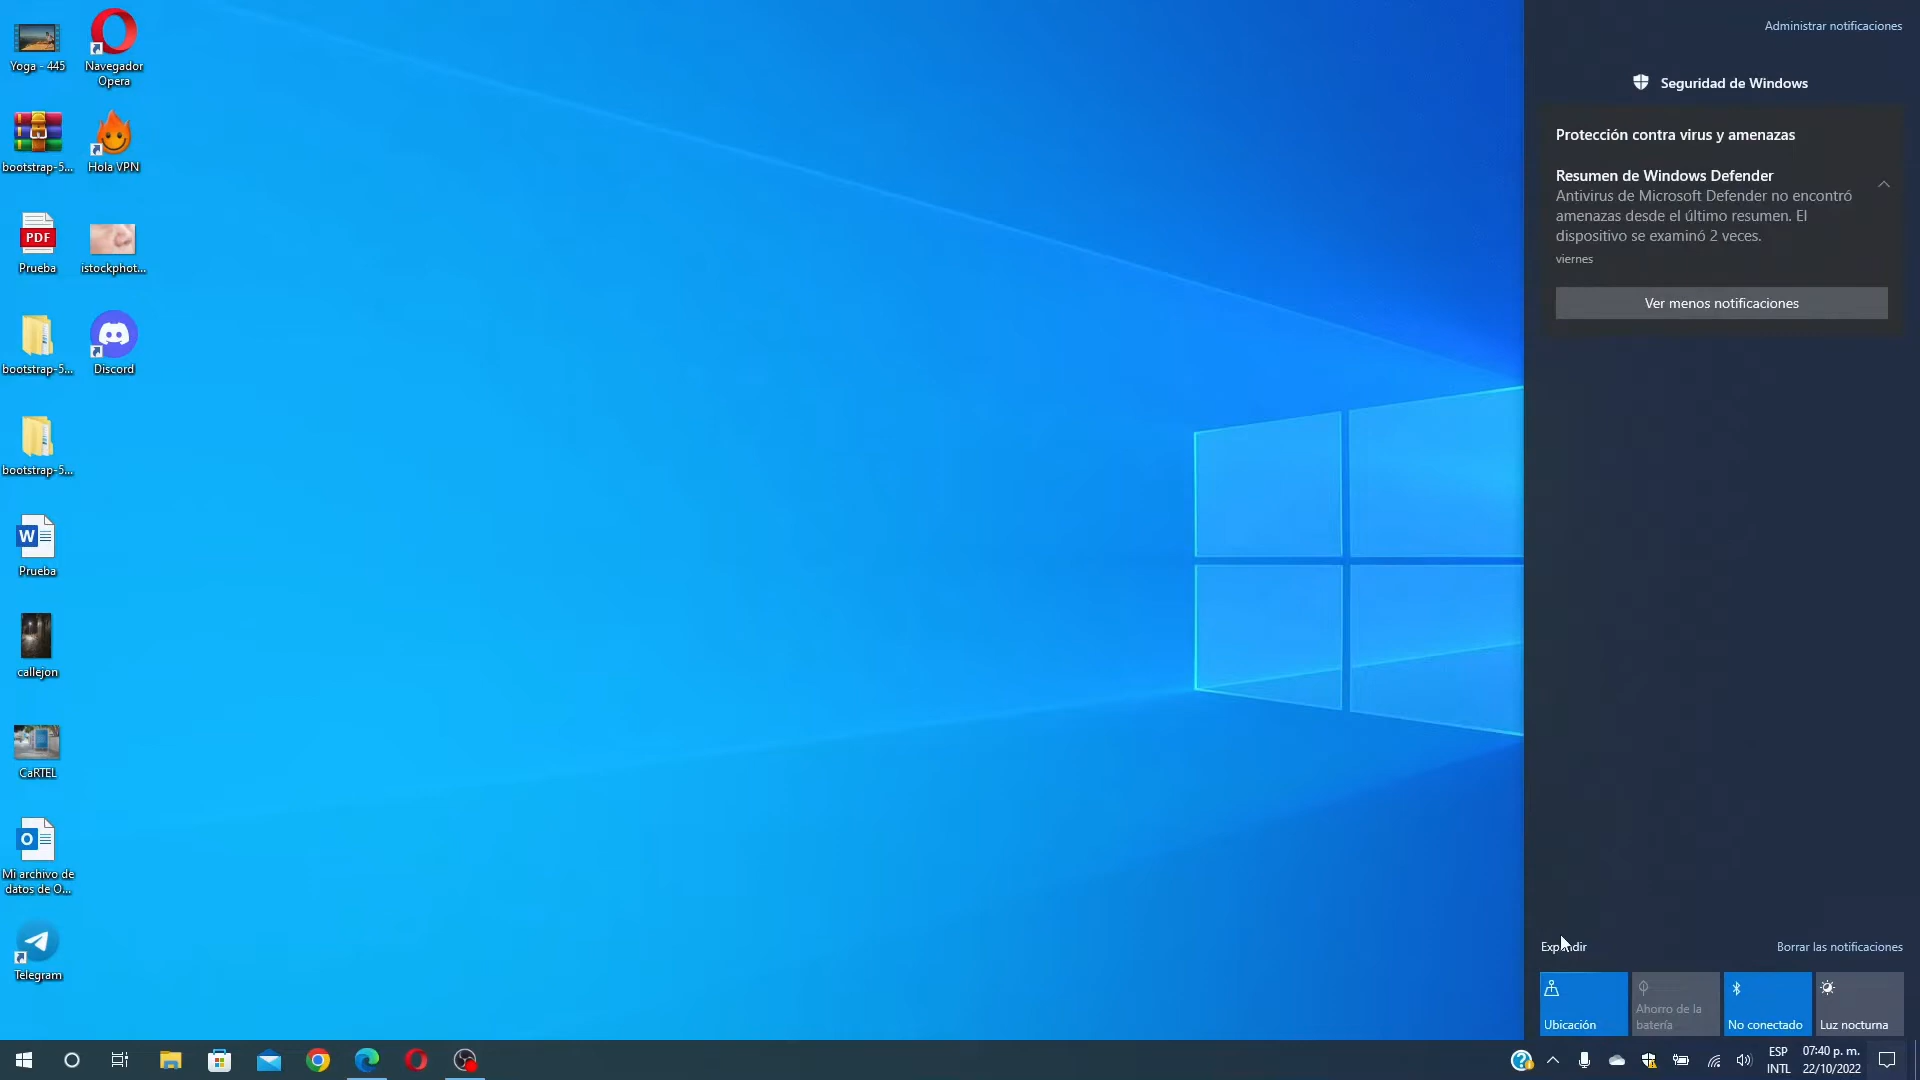 Yoga - 445
Navegador
Opera
bootstrap-5...
Hola VPN
PDF
Prueba
istockphot...
bootstrap-5...
Discord
bootstrap-5...
W
Prueba
callejon
CaRTEL
O
Mi archivo de
datos de O...
Telegram
Administrar notificaciones
Seguridad de Windows
Protección contra virus y amenazas
Resumen de Windows Defender
Antivirus de Microsoft Defender no encontró
amenazas desde el último resumen. El
dispositivo se examinó 2 veces.
viernes
Ver menos notificaciones
Expandir
Borrar las notificaciones
Ubicación
Ahorro de la
batería
No conectado
Luz nocturna
ESP
INTL
07:40 p. m.
22/10/2022